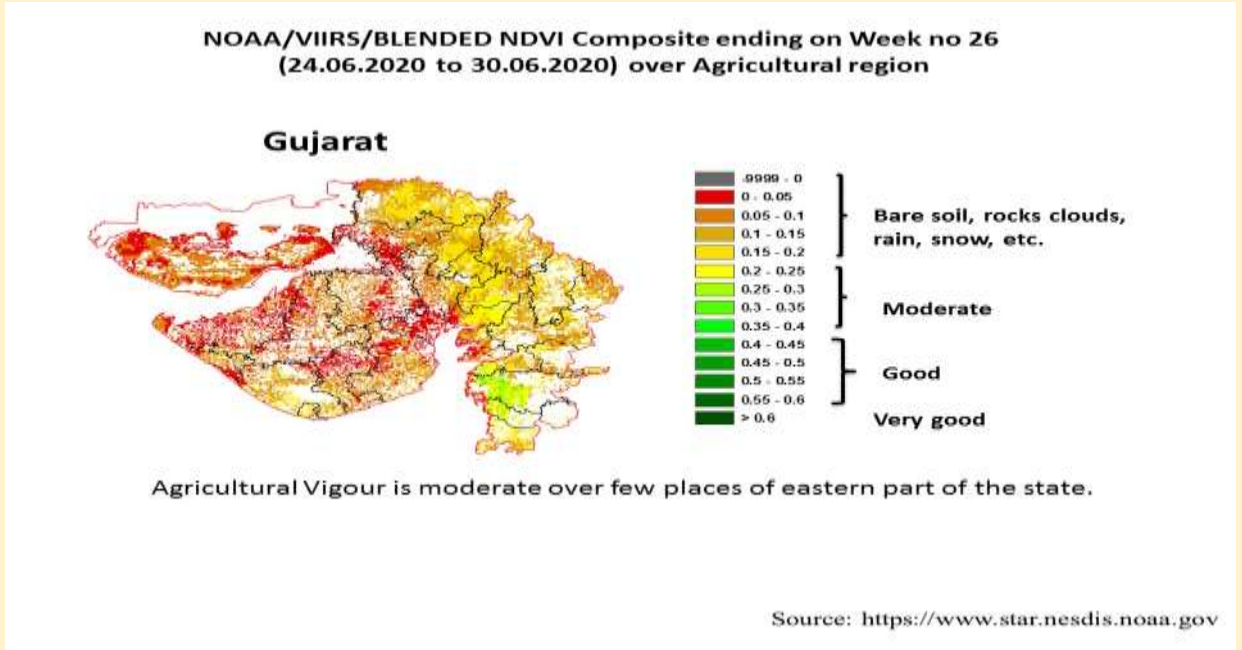 NOAA/VIIRS/BLENDED NDVI Composite ending on Week no 26
(24.06.2020 to 30.06.2020) over Agricultural region
Gujarat
-9999 - 0
0 - 0.05
0.05 - 0.1
0.1 - 0.15
0.15 - 0.2
0.2 - 0.25
0.25 - 0.3
0.3 - 0.35
0.35 - 0.4
0.4 - 0.45
0.45 - 0.5
0.5 - 0.55
0.55 - 0.6
> 0.6
Bare soil, rocks clouds,
rain, snow, etc.
Moderate
Good
Very good
Agricultural Vigour is moderate over few places of eastern part of the state.
Source: https://www.star.nesdis.noaa.gov